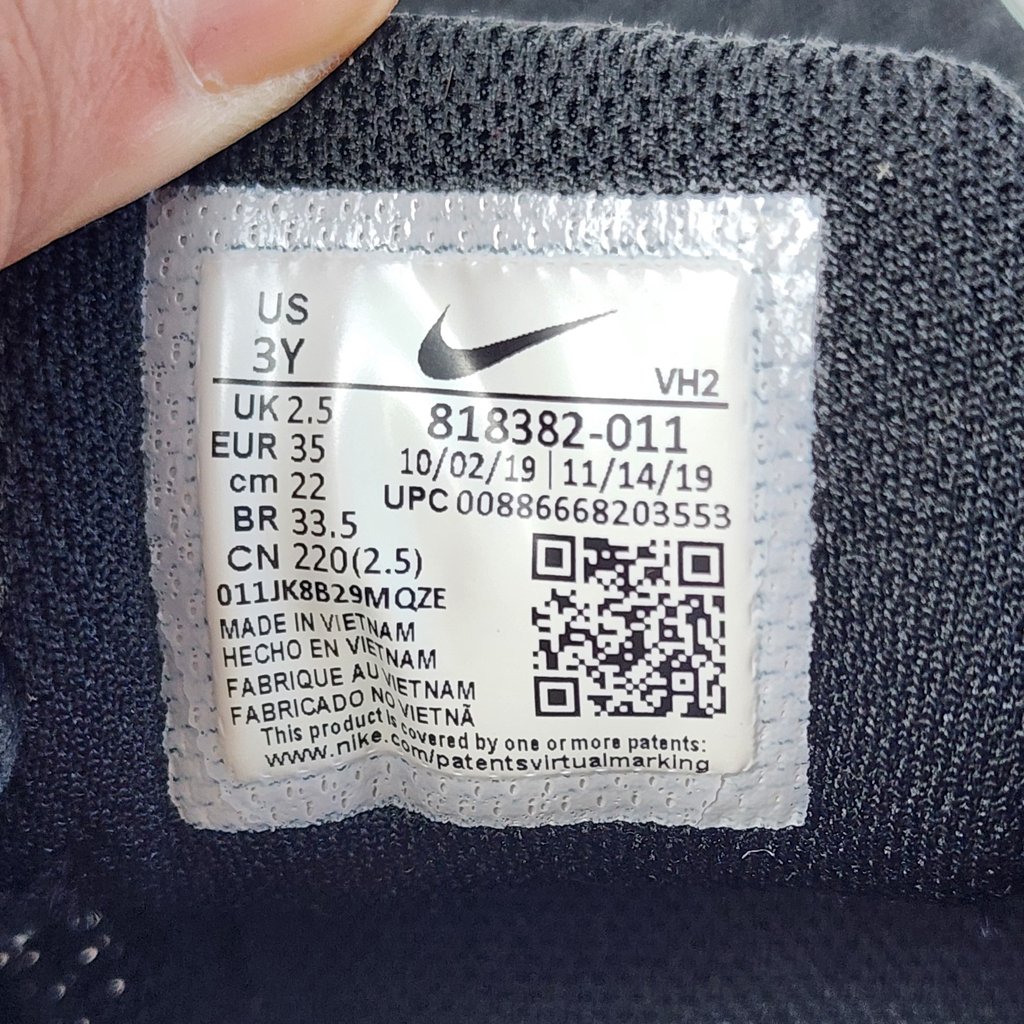 US
3Y
VH2
UK 2.5
EUR 35
cm 22
BR 33.5
CN 220(2.5)
818382-011
10/02/19 | 11/14/19
UPC 00886668203553
011JK8B29MQZE
MADE IN VIETNAM
HECHO EN VIETNAM
FABRIQUE AU VIETNAM
FABRICADO NO VIETNÃ
This product is covered by one or more patents:
www.nike.com/patentsvirtualmarking